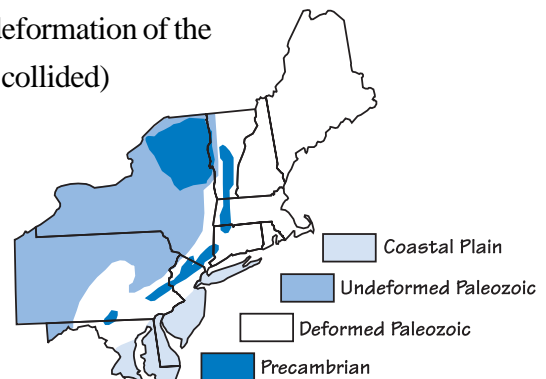 deformation of the
collided)
Coastal Plain
Undeformed Paleozoic
Deformed Paleozoic
Precambrian